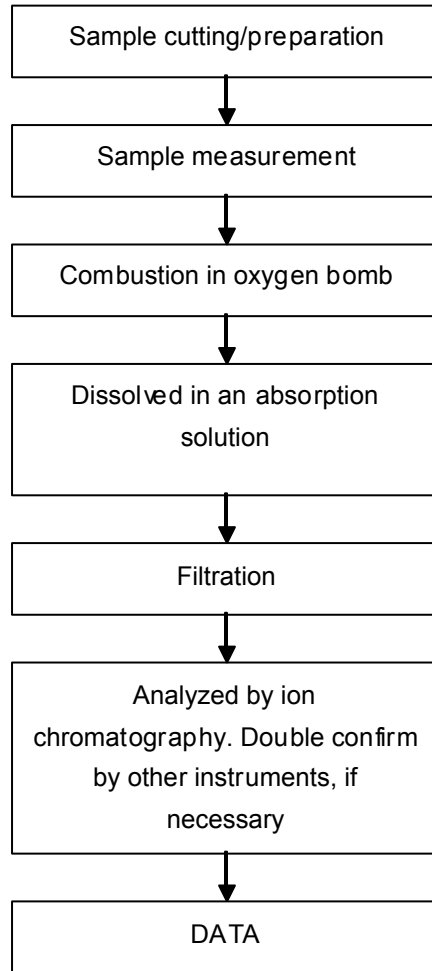 Sample cutting/preparation
Sample measurement
Combustion in oxygen bomb
Dissolved in an absorption
solution
Filtration
Analyzed by ion
chromatography. Double confirm
by other instruments, if
necessary
DATA